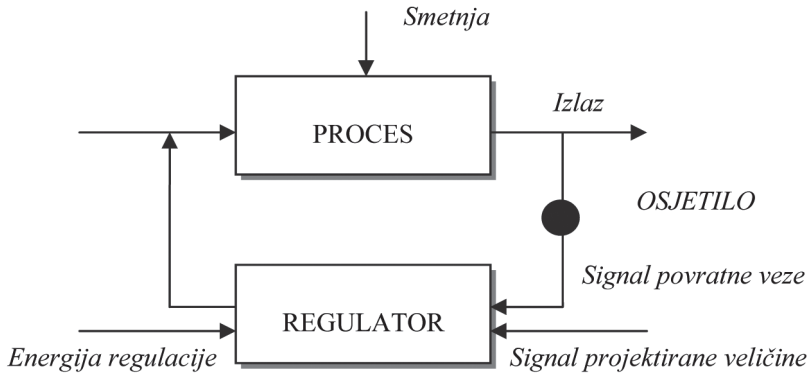 Smetnja
Izlaz
PROCES
OSJETILO
Signal povratne veze
REGULATOR
Energija regulacije
Signal projektirane veličine